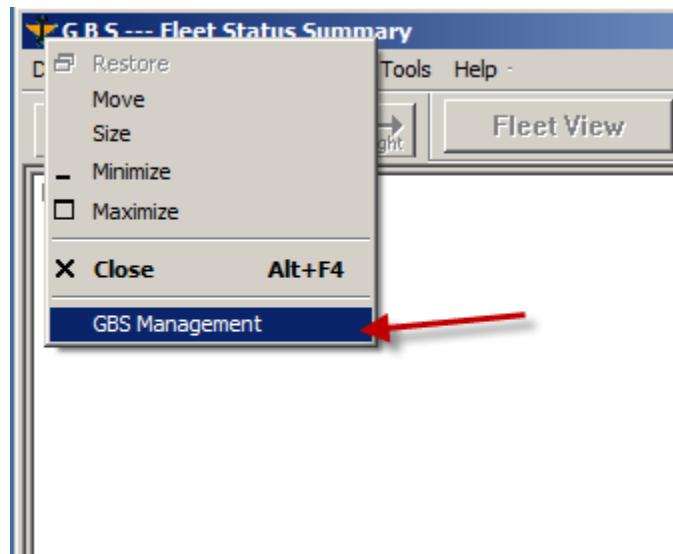 G B S --- Fleet Status Summary
Tools Help
Restore
Move
Size
Fleet View
Minimize
Maximize
Close Alt+F4
GBS Management